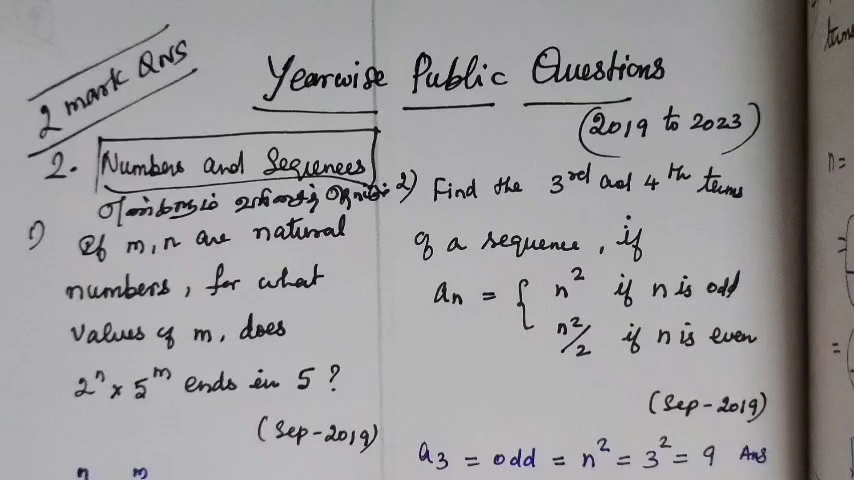 2 mark QNS
Yearwise Public Questions
(2019 to 2023)
2. Numbers and Sequences
எண்களும்
1) If m, n are natural
numbers, for what
values of m, does
2ⁿ x 5ᵐ ends in 5 ?
(Sep-2019)
n m
2) Find the 3rd and 4th terms
of a sequence, if
aₙ = { n² if n is odd
n²/2 if n is even
(Sep-2019)
a₃ = odd = n² = 3² = 9 Ans
n=
=
=